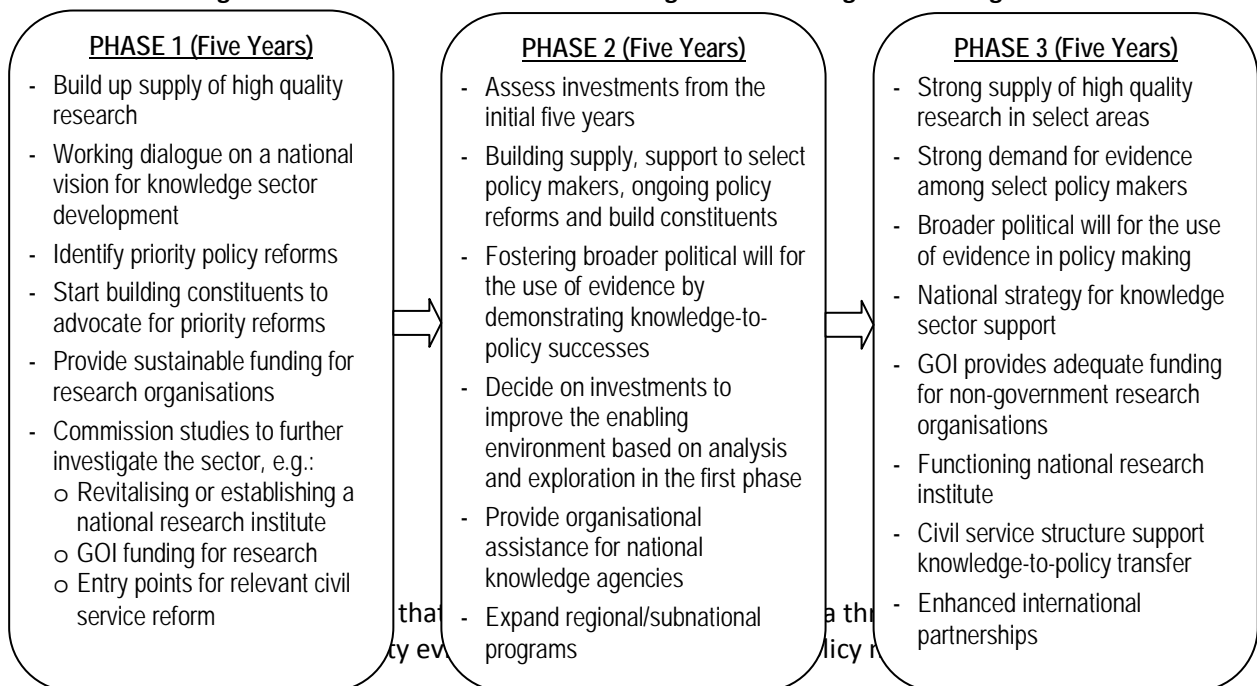 PHASE 1 (Five Years)
- Build up supply of high quality
research
- Working dialogue on a national
vision for knowledge sector
development
- Identify priority policy reforms
- Start building constituents to
advocate for priority reforms
- Provide sustainable funding for
research organisations
- Commission studies to further
investigate the sector, e.g.:
o Revitalising or establishing a
national research institute
o GOI funding for research
o Entry points for relevant civil
service reform
PHASE 2 (Five Years)
- Assess investments from the
initial five years
- Building supply, support to select
policy makers, ongoing policy
reforms and build constituents
- Fostering broader political will for
the use of evidence by
demonstrating knowledge-to-
policy successes
- Decide on investments to
improve the enabling
environment based on analysis
and exploration in the first phase
- Provide organisational
assistance for national
knowledge agencies
- Expand regional/subnational
programs
PHASE 3 (Five Years)
- Strong supply of high quality
research in select areas
- Strong demand for evidence
among select policy makers
- Broader political will for the use
of evidence in policy making
- National strategy for knowledge
sector support
- GOI provides adequate funding
for non-government research
organisations
- Functioning national research
institute
- Civil service structure support
knowledge-to-policy transfer
- Enhanced international
partnerships